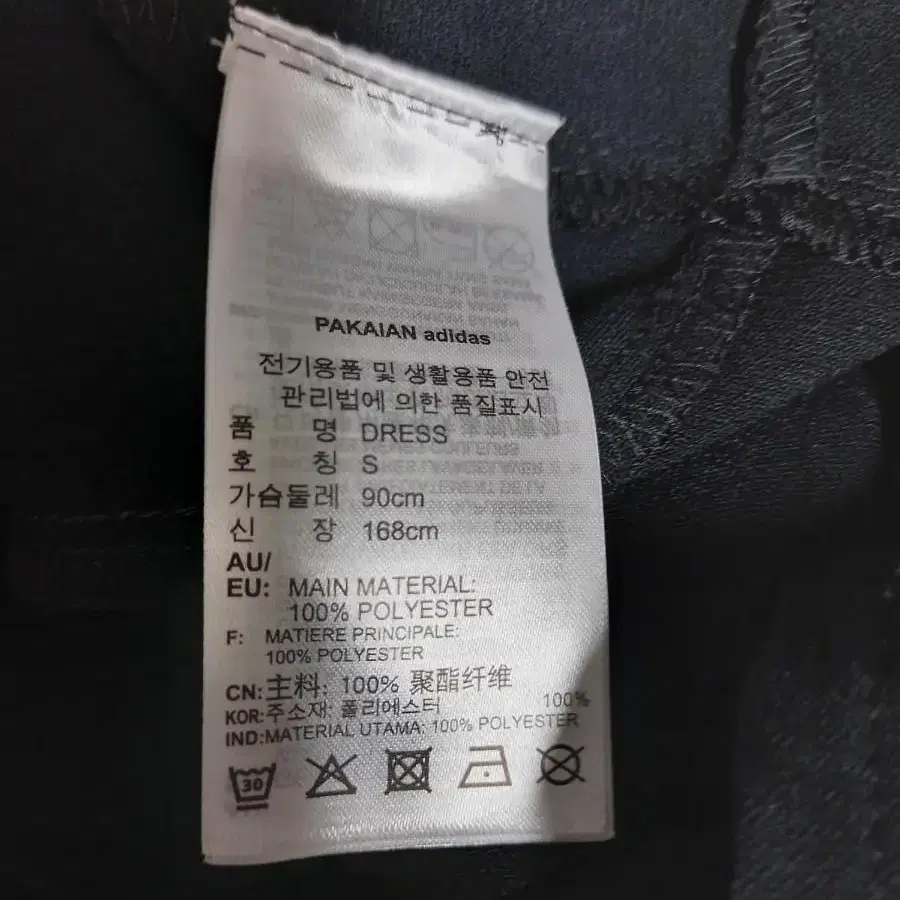 PAKAIAN adidas
전기용품 및 생활용품 안전
관리법에 의한 품질표시
품 명 DRESS
호 칭 S
가슴둘레 90cm
신 장 168cm
AU/
EU: MAIN MATERIAL:
100% POLYESTER
F: MATIERE PRINCIPALE:
100% POLYESTER
CN: 主料: 100% 聚酯纤维
KOR: 주소재: 폴리에스터 100%
IND: MATERIAL UTAMA: 100% POLYESTER
30